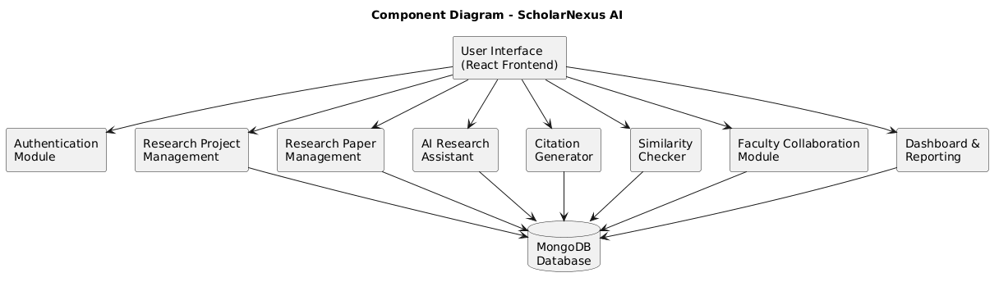 Component Diagram - ScholarNexus AI
User Interface
(React Frontend)
Authentication
Module
Research Project
Management
Research Paper
Management
AI Research
Assistant
Citation
Generator
Similarity
Checker
Faculty Collaboration
Module
Dashboard &
Reporting
MongoDB
Database